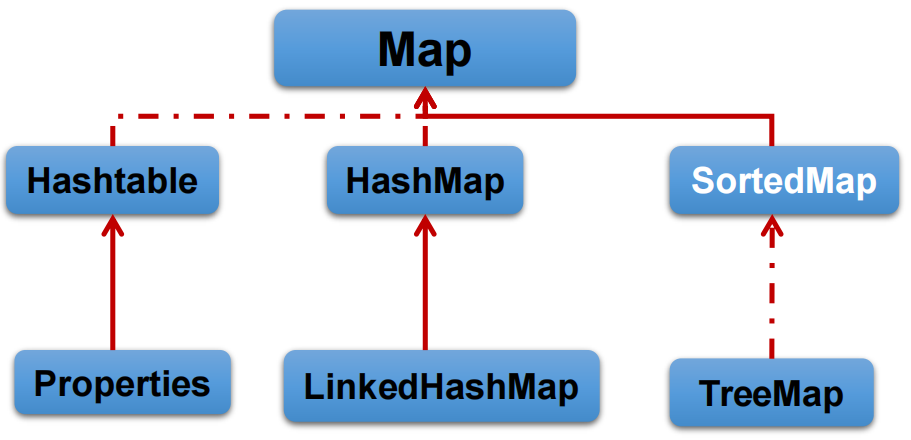 Map
Hashtable
HashMap
SortedMap
Properties
LinkedHashMap
TreeMap